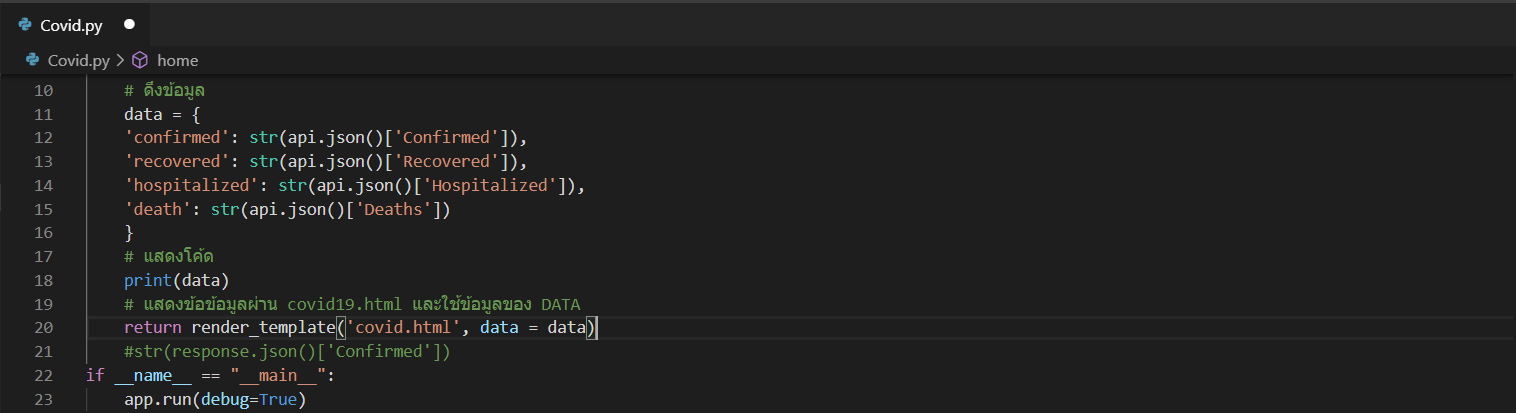 Covid.py
Covid.py > home
10 # ดึงข้อมูล
11 data = {
12 'confirmed': str(api.json()['Confirmed']),
13 'recovered': str(api.json()['Recovered']),
14 'hospitalized': str(api.json()['Hospitalized']),
15 'death': str(api.json()['Deaths'])
16 }
17 # แสดงโค้ด
18 print(data)
19 # แสดงข้อข้อมูลผ่าน covid19.html และใช้ข้อมูลของ DATA
20 return render_template('covid.html', data = data)
21 #str(response.json()['Confirmed'])
22 if __name__ == "__main__":
23 app.run(debug=True)